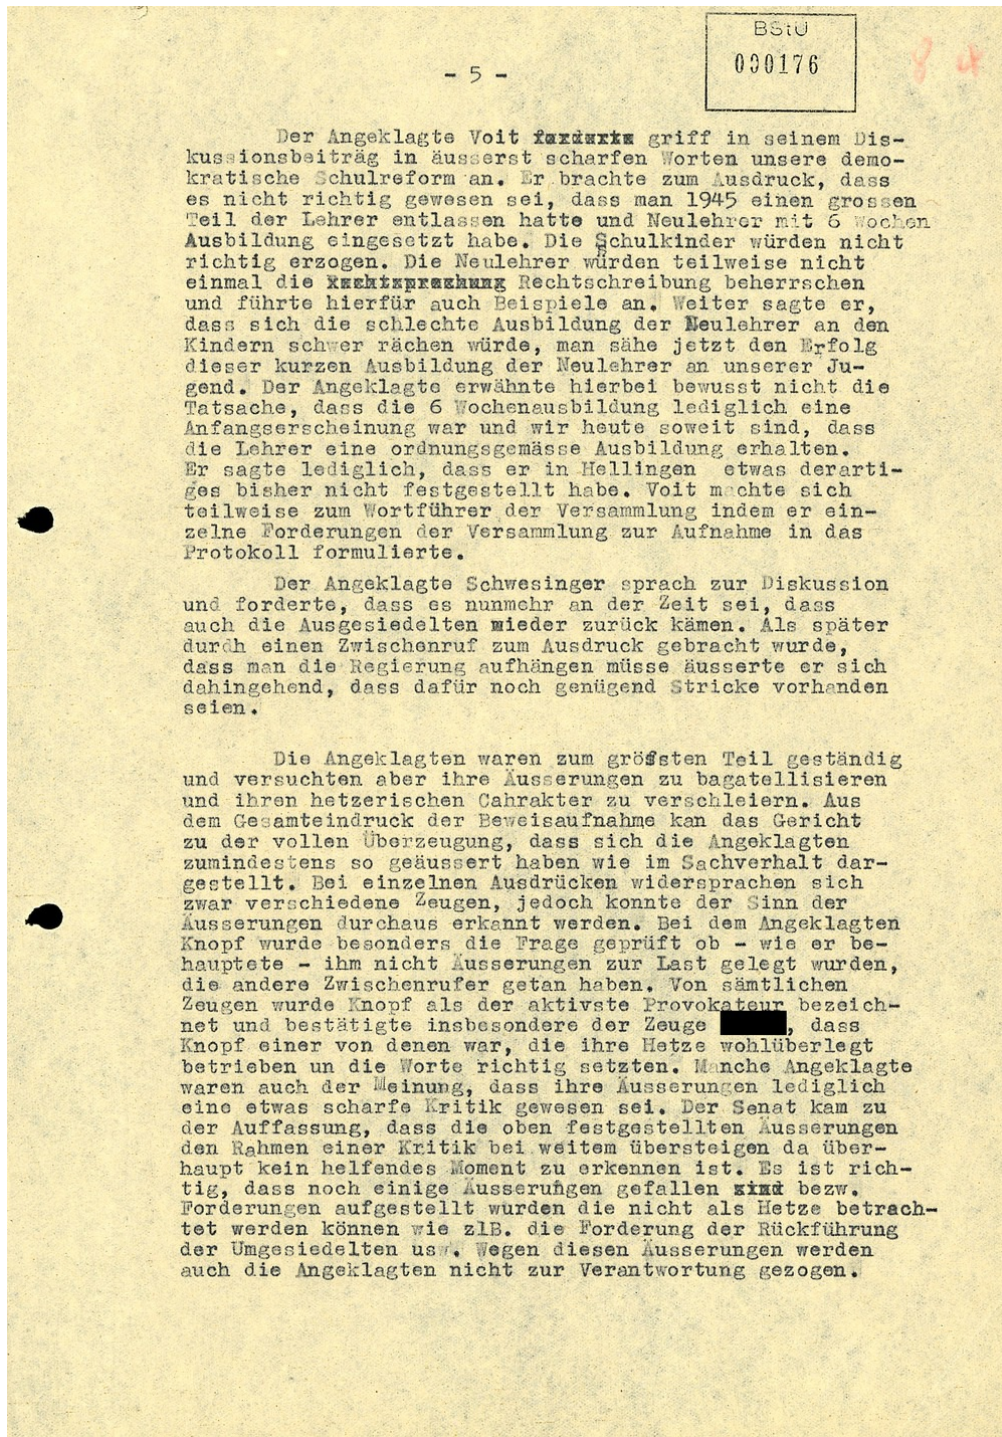 BStU
000176
8 4
- 5 -
Der Angeklagte Voit forderte griff in seinem Dis-
kussionsbeiträg in äusserst scharfen Worten unsere demo-
kratische Schulreform an. Er brachte zum Ausdruck, dass
es nicht richtig gewesen sei, dass man 1945 einen grossen
Teil der Lehrer entlassen hatte und Neulehrer mit 6 Wochen
Ausbildung eingesetzt habe. Die Schulkinder würden nicht
richtig erzogen. Die Neulehrer würden teilweise nicht
einmal die Rechtsprechung Rechtschreibung beherrschen
und führte hierfür auch Beispiele an. Weiter sagte er,
dass sich die schlechte Ausbildung der Neulehrer an den
Kindern schwer rächen würde, man sähe jetzt den Erfolg
dieser kurzen Ausbildung der Neulehrer an unserer Ju-
gend. Der Angeklagte erwähnte hierbei bewusst nicht die
Tatsache, dass die 6 Wochenausbildung lediglich eine
Anfangserscheinung war und wir heute soweit sind, dass
die Lehrer eine ordnungsgemässe Ausbildung erhalten.
Er sagte lediglich, dass er in Hellingen etwas derarti-
ges bisher nicht festgestellt habe. Voit machte sich
teilweise zum Wortführer der Versammlung indem er ein-
zelne Forderungen der Versammlung zur Aufnahme in das
Protokoll formulierte.
Der Angeklagte Schwesinger sprach zur Diskussion
und forderte, dass es nunmehr an der Zeit sei, dass
auch die Ausgesiedelten wieder zurück kämen. Als später
durch einen Zwischenruf zum Ausdruck gebracht wurde,
dass man die Regierung aufhängen müsse äusserte er sich
dahingehend, dass dafür noch genügend Stricke vorhanden
seien.
Die Angeklagten waren zum größten Teil geständig
und versuchten aber ihre Äusserungen zu bagatellisieren
und ihren hetzerischen Cahrakter zu verschleiern. Aus
dem Gesamteindruck der Beweisaufnahme kan das Gericht
zu der vollen Überzeugung, dass sich die Angeklagten
zumindestens so geäussert haben wie im Sachverhalt dar-
gestellt. Bei einzelnen Ausdrücken widersprachen sich
zwar verschiedene Zeugen, jedoch konnte der Sinn der
Äusserungen durchaus erkannt werden. Bei dem Angeklagten
Knopf wurde besonders die Frage geprüft ob - wie er be-
hauptete - ihm nicht Äusserungen zur Last gelegt wurden,
die andere Zwischenrufer getan haben. Von sämtlichen
Zeugen wurde Knopf als der aktivste Provokateur bezeich-
net und bestätigte insbesondere der Zeuge , dass
Knopf einer von denen war, die ihre Hetze wohlüberlegt
betrieben un die Worte richtig setzten. Manche Angeklagte
waren auch der Meinung, dass ihre Äusserungen lediglich
eine etwas scharfe Kritik gewesen sei. Der Senat kam zu
der Auffassung, dass die oben festgestellten Äusserungen
den Rahmen einer Kritik bei weitem übersteigen da über-
haupt kein helfendes Moment zu erkennen ist. Es ist rich-
tig, dass noch einige Äusserungen gefallen sind bezw.
Forderungen aufgestellt wurden die nicht als Hetze betrach-
tet werden können wie zlB. die Forderung der Rückführung
der Umgesiedelten usw. Wegen diesen Äusserungen werden
auch die Angeklagten nicht zur Verantwortung gezogen.